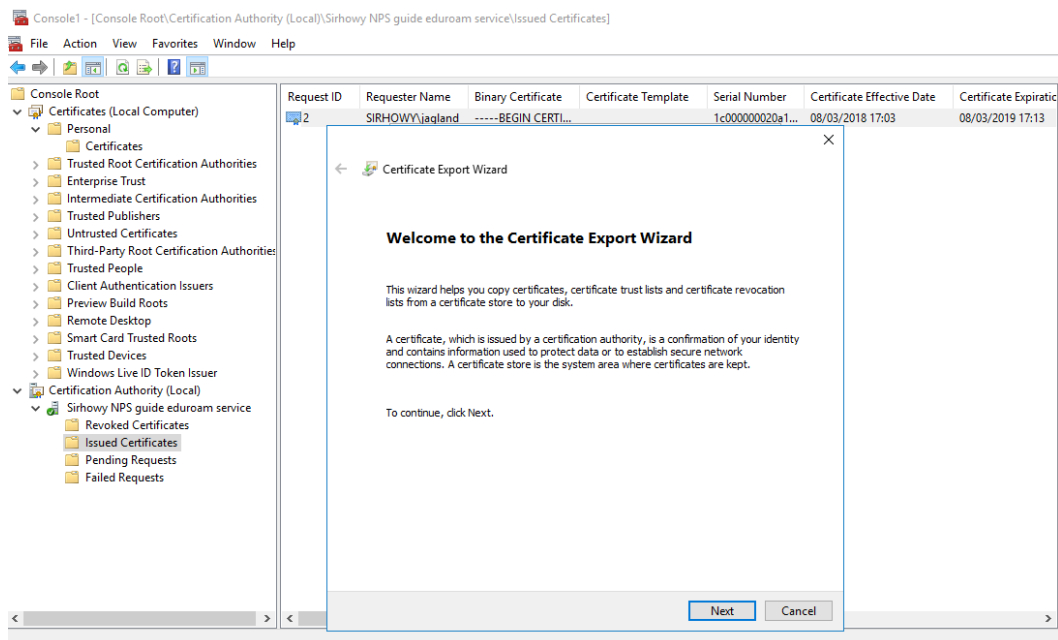 Console1 - [Console Root\Certification Authority (Local)\Sirhowy NPS guide eduroam service\Issued Certificates]
File Action View Favorites Window Help
Console Root
Certificates (Local Computer)
Personal
Certificates
Trusted Root Certification Authorities
Enterprise Trust
Intermediate Certification Authorities
Trusted Publishers
Untrusted Certificates
Third-Party Root Certification Authorities
Trusted People
Client Authentication Issuers
Preview Build Roots
Remote Desktop
Smart Card Trusted Roots
Trusted Devices
Windows Live ID Token Issuer
Certification Authority (Local)
Sirhowy NPS guide eduroam service
Revoked Certificates
Issued Certificates
Pending Requests
Failed Requests
Request ID Requester Name Binary Certificate Certificate Template Serial Number Certificate Effective Date Certificate Expiratic
2 SIRHOWY\jagland -----BEGIN CERTI... 1c000000020a1... 08/03/2018 17:03 08/03/2019 17:13
Certificate Export Wizard
Welcome to the Certificate Export Wizard
This wizard helps you copy certificates, certificate trust lists and certificate revocation
lists from a certificate store to your disk.
A certificate, which is issued by a certification authority, is a confirmation of your identity
and contains information used to protect data or to establish secure network
connections. A certificate store is the system area where certificates are kept.
To continue, click Next.
Next Cancel